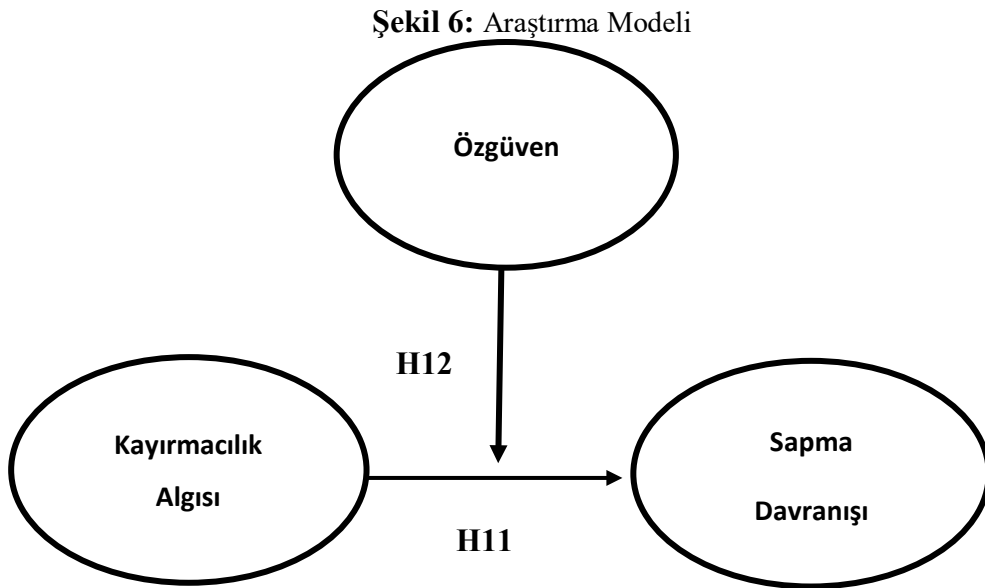 Şekil 6: Araştırma Modeli
Özgüven
H12
Kayırmacılık
Algısı
Sapma
Davranışı
H11